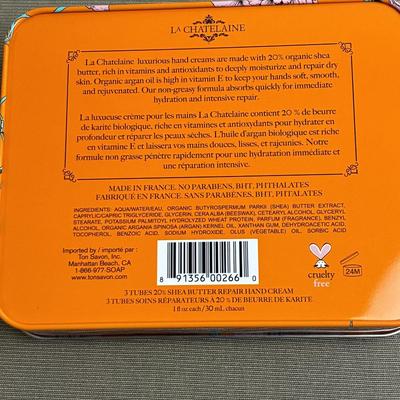 LA CHATELAINE
La Chatelaine luxurious hand creams are made with 20% organic shea
butter, rich in vitamins and antioxidants to deeply moisturize and repair dry
skin. Organic argan oil is high in vitamin E to keep your hands soft, smooth,
and rejuvenated. Our non-greasy formula absorbs quickly for immediate
hydration and intensive repair.
La luxueuse crème pour les mains La Chatelaine contient 20 % de beurre
de karité biologique, riche en vitamines et antioxydants pour hydrater en
profondeur et réparer les peaux sèches. L'huile d'argan biologique est riche
en vitamine E et laissera vos mains douces, lisses, et rajeunies. Notre
formule non grasse pénètre rapidement pour une hydratation immédiate et
une réparation intensive.
MADE IN FRANCE. NO PARABENS, BHT, PHTHALATES
FABRIQUÉ EN FRANCE. SANS PARABÈNES, BHT, PHTALATES
INGREDIENTS: AQUA/WATER/EAU, ORGANIC BUTYROSPERMUM PARKII (SHEA) BUTTER EXTRACT,
CAPRYLIC/CAPRIC TRIGLYCERIDE, GLYCERIN, CERA ALBA (BEESWAX), CETEARYL ALCOHOL, GLYCERYL
STEARATE, POTASSIUM PALMITOYL HYDROLYZED WHEAT PROTEIN, PARFUM (FRAGRANCE), BENZYL
ALCOHOL, ORGANIC ARGANIA SPINOSA (ARGAN) KERNEL OIL, XANTHAN GUM, DEHYDROACETIC ACID,
TOCOPHEROL, BENZOIC ACID, SODIUM HYDROXIDE, OLUS (VEGETABLE) OIL, SORBIC ACID.
Imported by / importé par :
Ton Savon, Inc.
Manhattan Beach, CA
1-866-977-SOAP
www.tonsavon.com
8 91356 00266 0
cruelty
free
24M
3 TUBES 20% SHEA BUTTER REPAIR HAND CREAM
3 TUBES SOINS RÉPARATEURS À 20 % DE BEURRE DE KARITÉ
1 fl oz each / 30 mL chacun